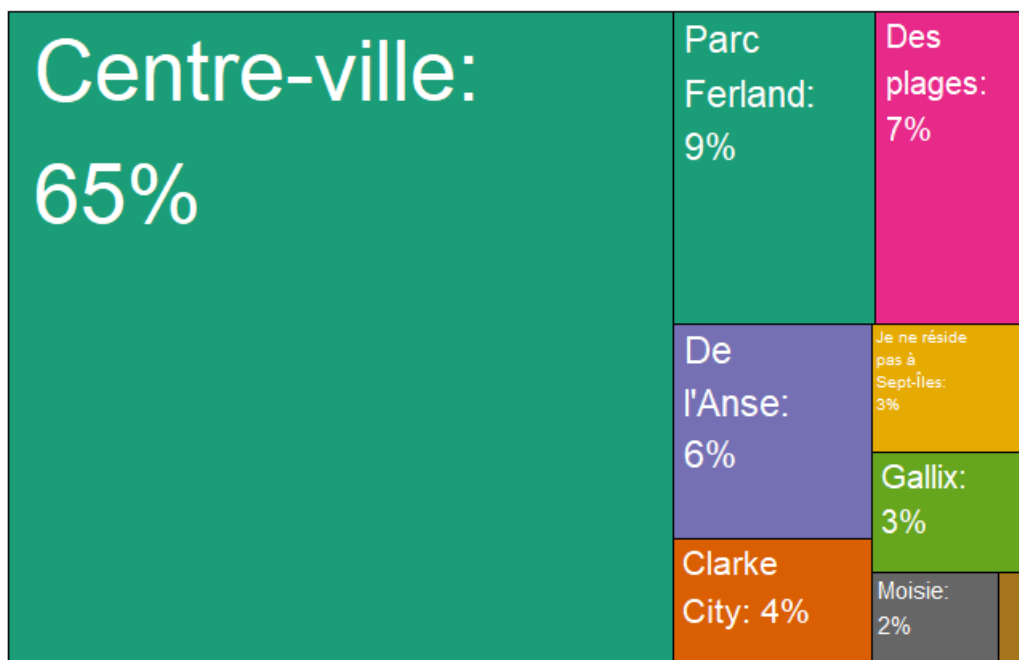 Centre-ville:
65%
Parc
Ferland:
9%
Des
plages:
7%
De
l'Anse:
6%
Je ne réside
pas à
Sept-Îles:
3%
Gallix:
3%
Clarke
City: 4%
Moisie:
2%